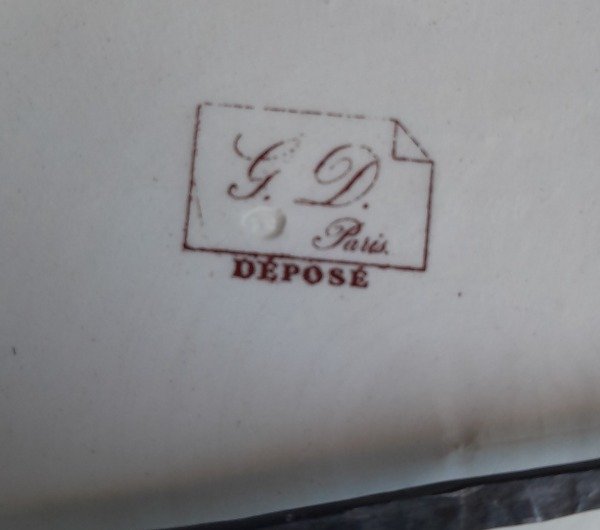 G. D.
Paris.
DÉPOSÉ